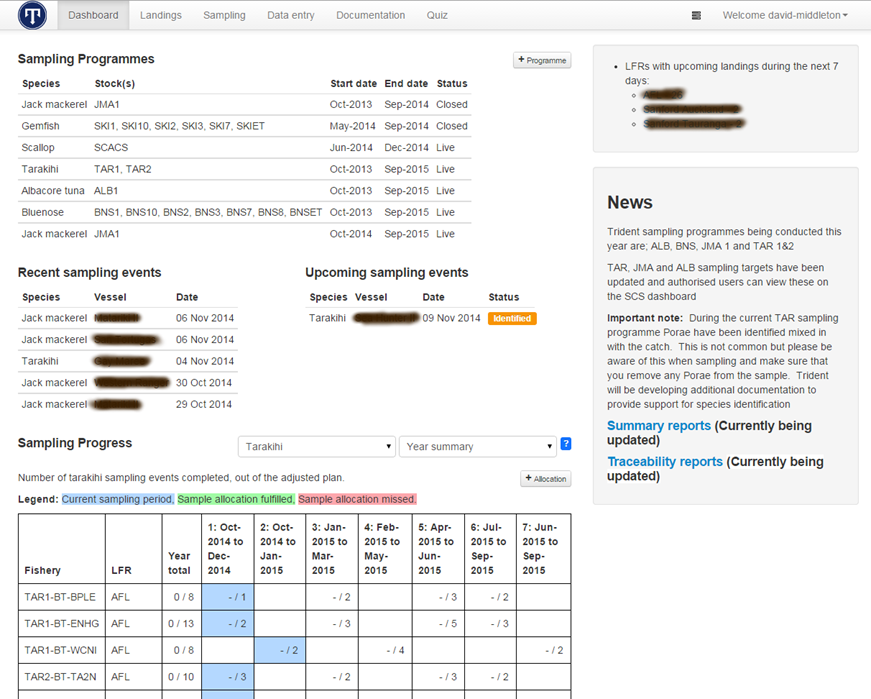 Dashboard Landings Sampling Data entry Documentation Quiz Welcome david-middleton
Sampling Programmes
+ Programme
Species Stock(s) Start date End date Status
Jack mackerel JMA1 Oct-2013 Sep-2014 Closed
Gemfish SKI1, SKI10, SKI2, SKI3, SKI7, SKIET May-2014 Sep-2014 Closed
Scallop SCACS Jun-2014 Dec-2014 Live
Tarakihi TAR1, TAR2 Oct-2013 Sep-2015 Live
Albacore tuna ALB1 Oct-2013 Sep-2015 Live
Bluenose BNS1, BNS10, BNS2, BNS3, BNS7, BNS8, BNSET Oct-2013 Sep-2015 Live
Jack mackerel JMA1 Oct-2014 Sep-2015 Live
Recent sampling events
Species Vessel Date
Jack mackerel 06 Nov 2014
Jack mackerel 06 Nov 2014
Tarakihi 04 Nov 2014
Jack mackerel 30 Oct 2014
Jack mackerel 29 Oct 2014
Upcoming sampling events
Species Vessel Date Status
Tarakihi 09 Nov 2014 Identified
Sampling Progress
Tarakihi Year summary ?
Number of tarakihi sampling events completed, out of the adjusted plan.
+ Allocation
Legend: Current sampling period, Sample allocation fulfilled, Sample allocation missed.
Fishery LFR Year total 1: Oct-2014 to Dec-2014 2: Oct-2014 to Jan-2015 3: Jan-2015 to Mar-2015 4: Feb-2015 to May-2015 5: Apr-2015 to Jun-2015 6: Jul-2015 to Sep-2015 7: Jun-2015 to Sep-2015
TAR1-BT-BPLE AFL 0 / 8 - / 1 - / 2 - / 3 - / 2
TAR1-BT-ENHG AFL 0 / 13 - / 2 - / 3 - / 5 - / 3
TAR1-BT-WCNI AFL 0 / 8 - / 2 - / 4 - / 2
TAR2-BT-TA2N AFL 0 / 10 - / 3 - / 2 - / 3 - / 2
LFRs with upcoming landings during the next 7
days:
News
Trident sampling programmes being conducted this
year are; ALB, BNS, JMA 1 and TAR 1&2
TAR, JMA and ALB sampling targets have been
updated and authorised users can view these on
the SCS dashboard
Important note: During the current TAR sampling
programme Porae have been identified mixed in
with the catch. This is not common but please be
aware of this when sampling and make sure that
you remove any Porae from the sample. Trident
will be developing additional documentation to
provide support for species identification
Summary reports (Currently being
updated)
Traceability reports (Currently being
updated)